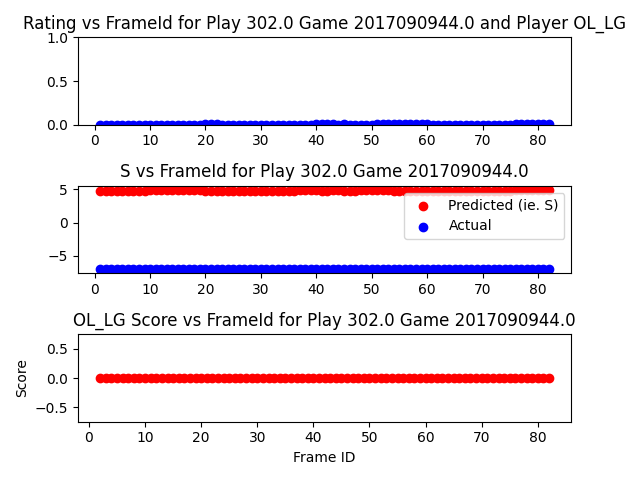 Rating vs FrameId for Play 302.0 Game 2017090944.0 and Player OL_LG
1.0
0.5
0.0
0 10 20 30 40 50 60 70 80
S vs FrameId for Play 302.0 Game 2017090944.0
5
0
−5
Predicted (ie. S)
Actual
0 10 20 30 40 50 60 70 80
OL_LG Score vs FrameId for Play 302.0 Game 2017090944.0
Score
0.5
0.0
−0.5
0 10 20 30 40 50 60 70 80
Frame ID